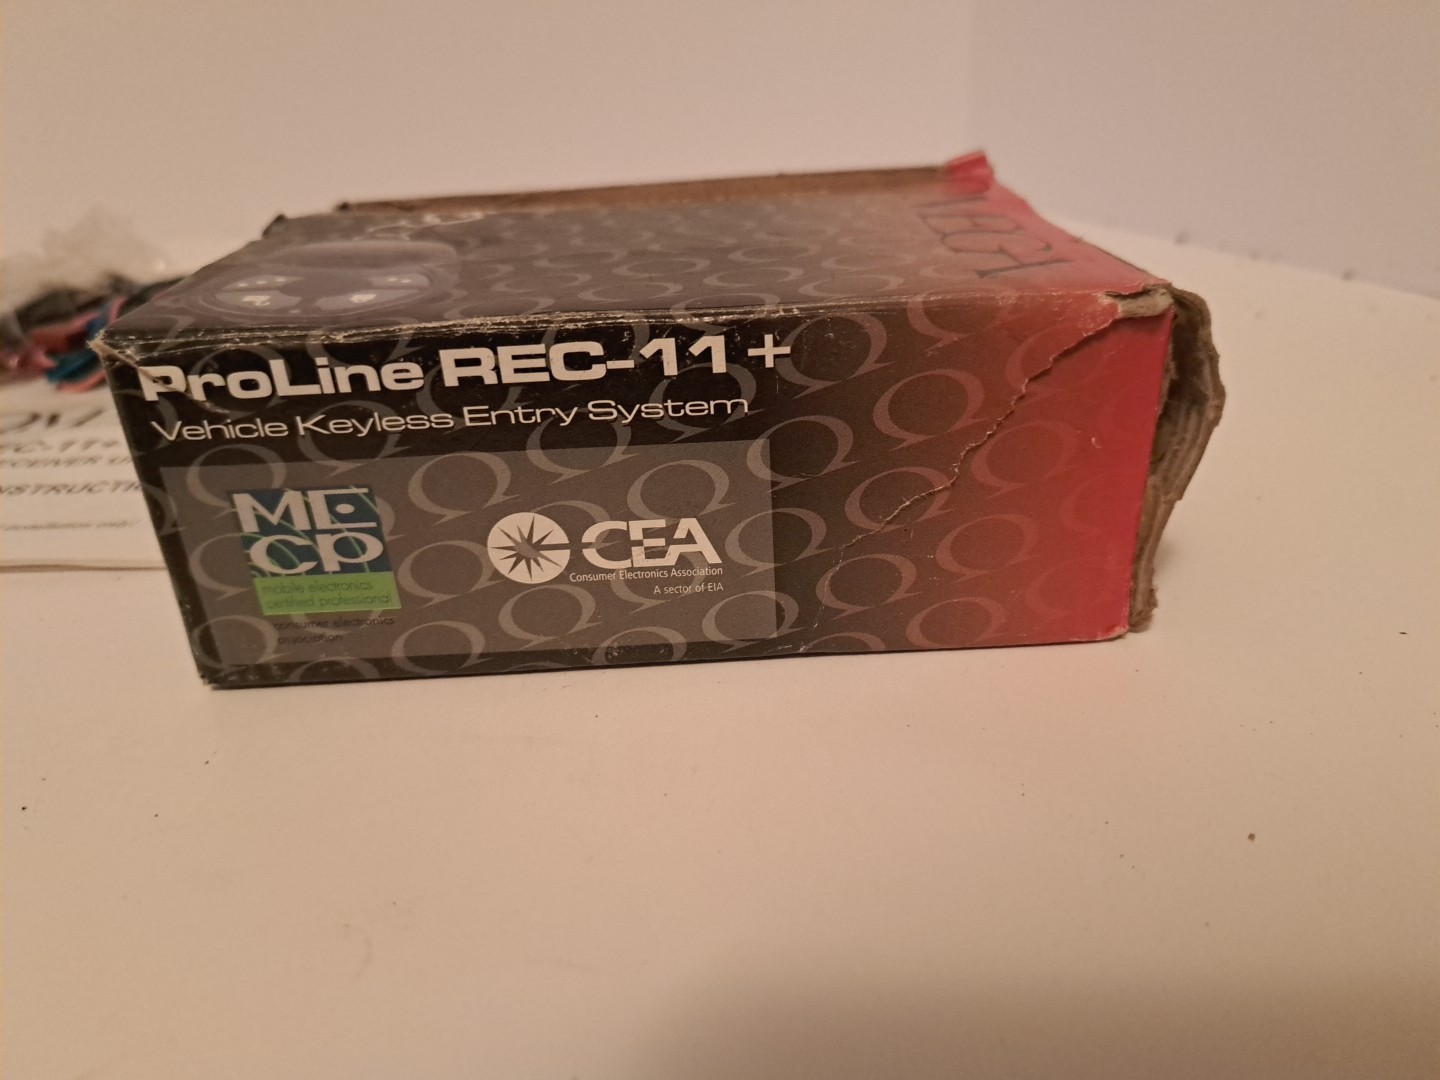 ProLine REC-11+
Vehicle Keyless Entry System
ME
CP
mobile electronics
certified professional
consumer electronics
association
CEA
Consumer Electronics Association
A sector of EIA